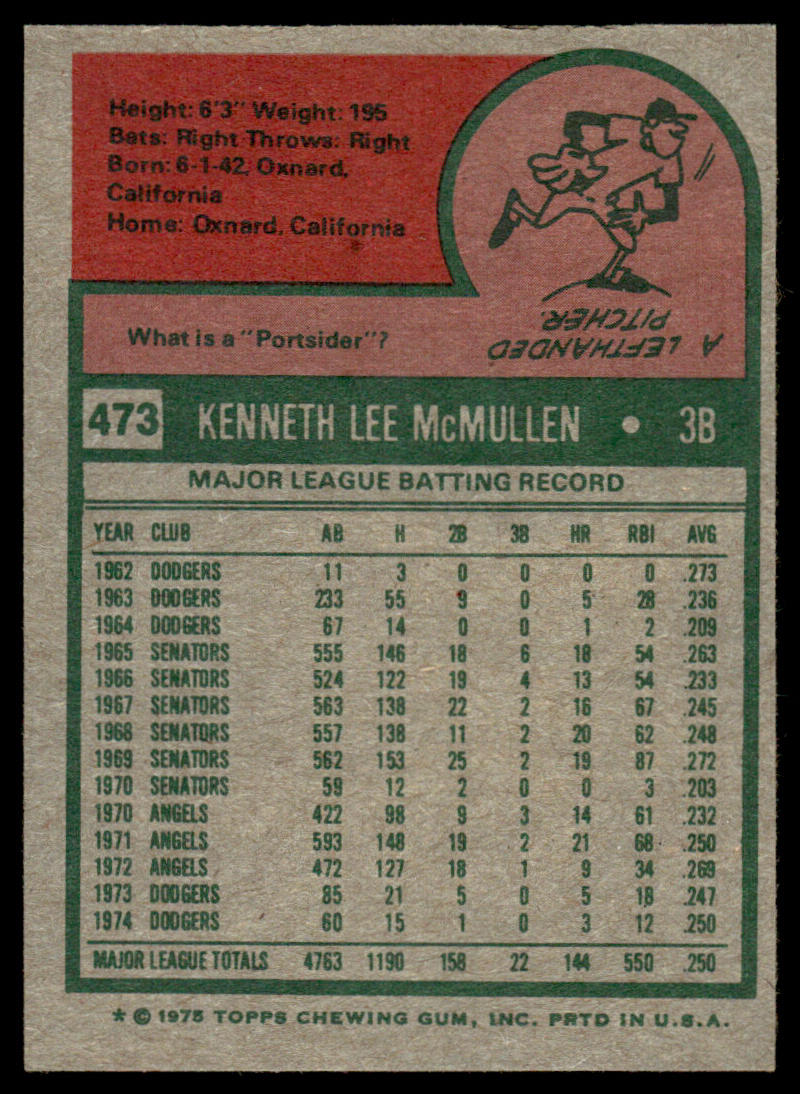 Height: 6'3" Weight: 195
Bats: Right Throws: Right
Born: 6-1-42, Oxnard,
California
Home: Oxnard, California
What is a "Portsider"?
A LEFTHANDED
PITCHER.
473 KENNETH LEE McMULLEN • 3B
MAJOR LEAGUE BATTING RECORD
YEAR CLUB AB H 2B 3B HR RBI AVG
1962 DODGERS 11 3 0 0 0 0 .273
1963 DODGERS 233 55 9 0 5 28 .236
1964 DODGERS 67 14 0 0 1 2 .209
1965 SENATORS 555 146 18 6 18 54 .263
1966 SENATORS 524 122 19 4 13 54 .233
1967 SENATORS 563 138 22 2 16 67 .245
1968 SENATORS 557 138 11 2 20 62 .248
1969 SENATORS 562 153 25 2 19 87 .272
1970 SENATORS 59 12 2 0 0 3 .203
1970 ANGELS 422 98 9 3 14 61 .232
1971 ANGELS 593 148 19 2 21 68 .250
1972 ANGELS 472 127 18 1 9 34 .269
1973 DODGERS 85 21 5 0 5 18 .247
1974 DODGERS 60 15 1 0 3 12 .250
MAJOR LEAGUE TOTALS 4763 1190 158 22 144 550 .250
* © 1975 TOPPS CHEWING GUM, INC. PRTD IN U.S.A.